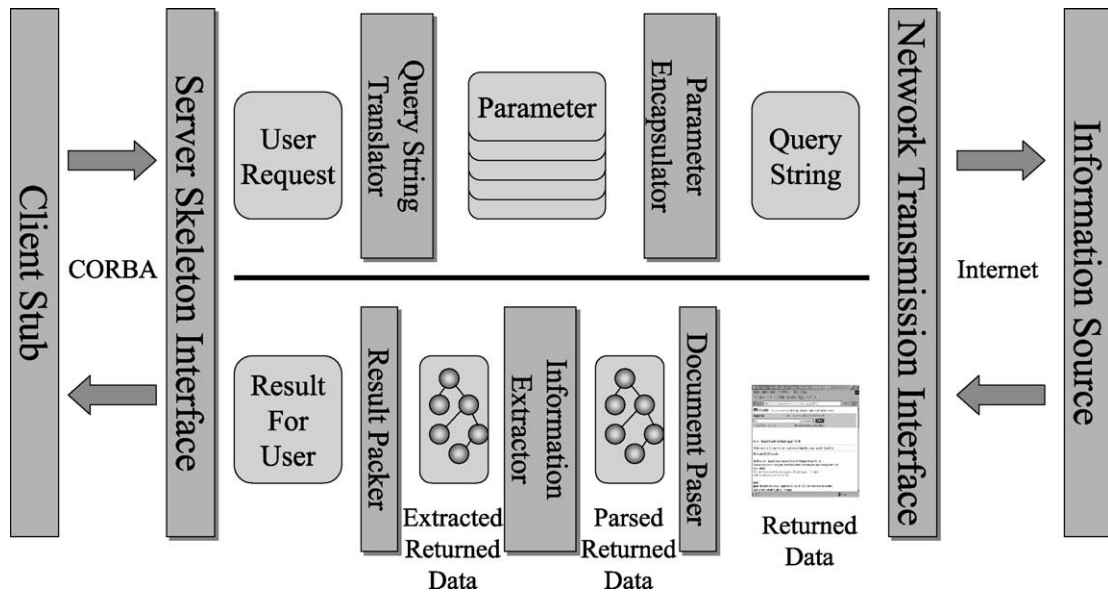 Client Stub
CORBA
Server Skeleton Interface
User
Request
Query String
Translator
Parameter
Parameter
Encapsulator
Query
String
Network Transmission Interface
Internet
Information Source
Result
For
User
Result Packer
Extracted
Returned
Data
Information
Extractor
Parsed
Returned
Data
Document Paser
Returned
Data